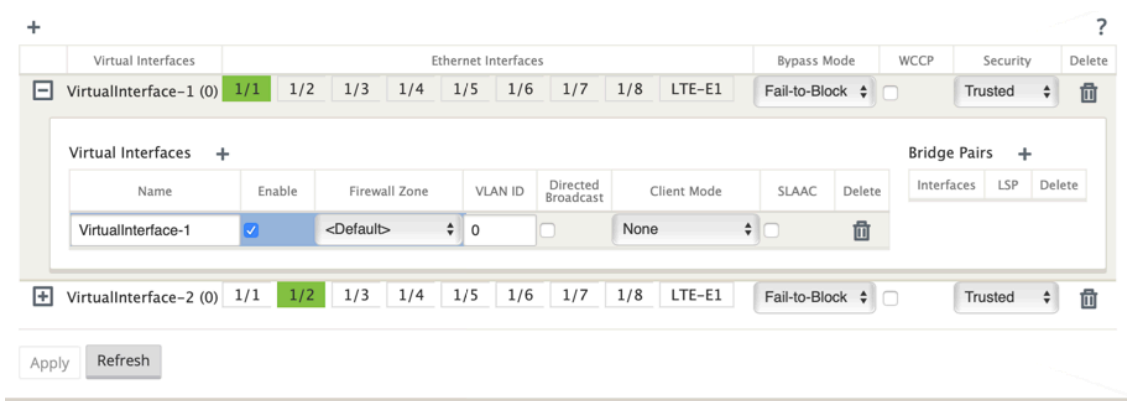 + ?
Virtual Interfaces Ethernet Interfaces Bypass Mode WCCP Security Delete
VirtualInterface-1 (0) 1/1 1/2 1/3 1/4 1/5 1/6 1/7 1/8 LTE-E1 Fail-to-Block Trusted
Virtual Interfaces + Bridge Pairs +
Name Enable Firewall Zone VLAN ID Directed Broadcast Client Mode SLAAC Delete Interfaces LSP Delete
VirtualInterface-1 <Default> 0 None
VirtualInterface-2 (0) 1/1 1/2 1/3 1/4 1/5 1/6 1/7 1/8 LTE-E1 Fail-to-Block Trusted
Apply Refresh